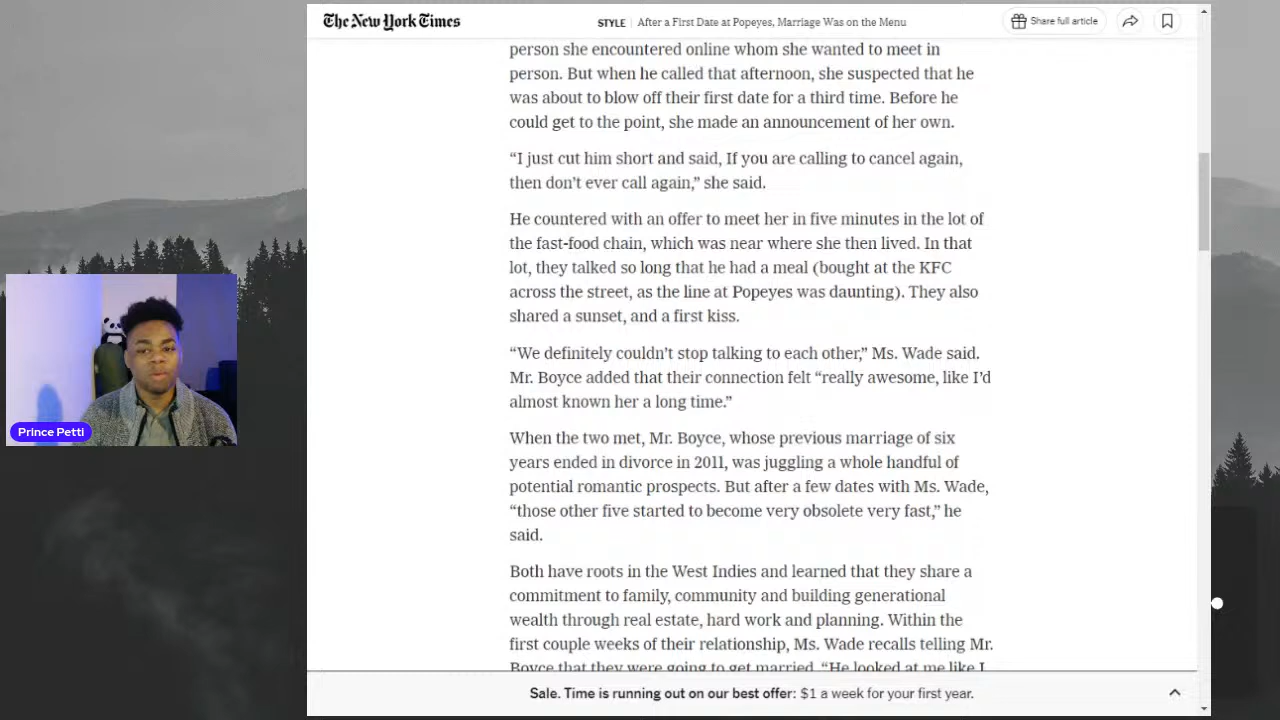 The New York Times
STYLE | After a First Date at Popeyes, Marriage Was on the Menu
Share full article
person she encountered online whom she wanted to meet in
person. But when he called that afternoon, she suspected that he
was about to blow off their first date for a third time. Before he
could get to the point, she made an announcement of her own.
“I just cut him short and said, If you are calling to cancel again,
then don’t ever call again,” she said.
He countered with an offer to meet her in five minutes in the lot of
the fast-food chain, which was near where she then lived. In that
lot, they talked so long that he had a meal (bought at the KFC
across the street, as the line at Popeyes was daunting). They also
shared a sunset, and a first kiss.
“We definitely couldn’t stop talking to each other,” Ms. Wade said.
Mr. Boyce added that their connection felt “really awesome, like I’d
almost known her a long time.”
When the two met, Mr. Boyce, whose previous marriage of six
years ended in divorce in 2011, was juggling a whole handful of
potential romantic prospects. But after a few dates with Ms. Wade,
“those other five started to become very obsolete very fast,” he
said.
Both have roots in the West Indies and learned that they share a
commitment to family, community and building generational
wealth through real estate, hard work and planning. Within the
first couple weeks of their relationship, Ms. Wade recalls telling Mr.
Boyce that they were going to get married. “He looked at me like I
Sale. Time is running out on our best offer: $1 a week for your first year.
Prince Petti